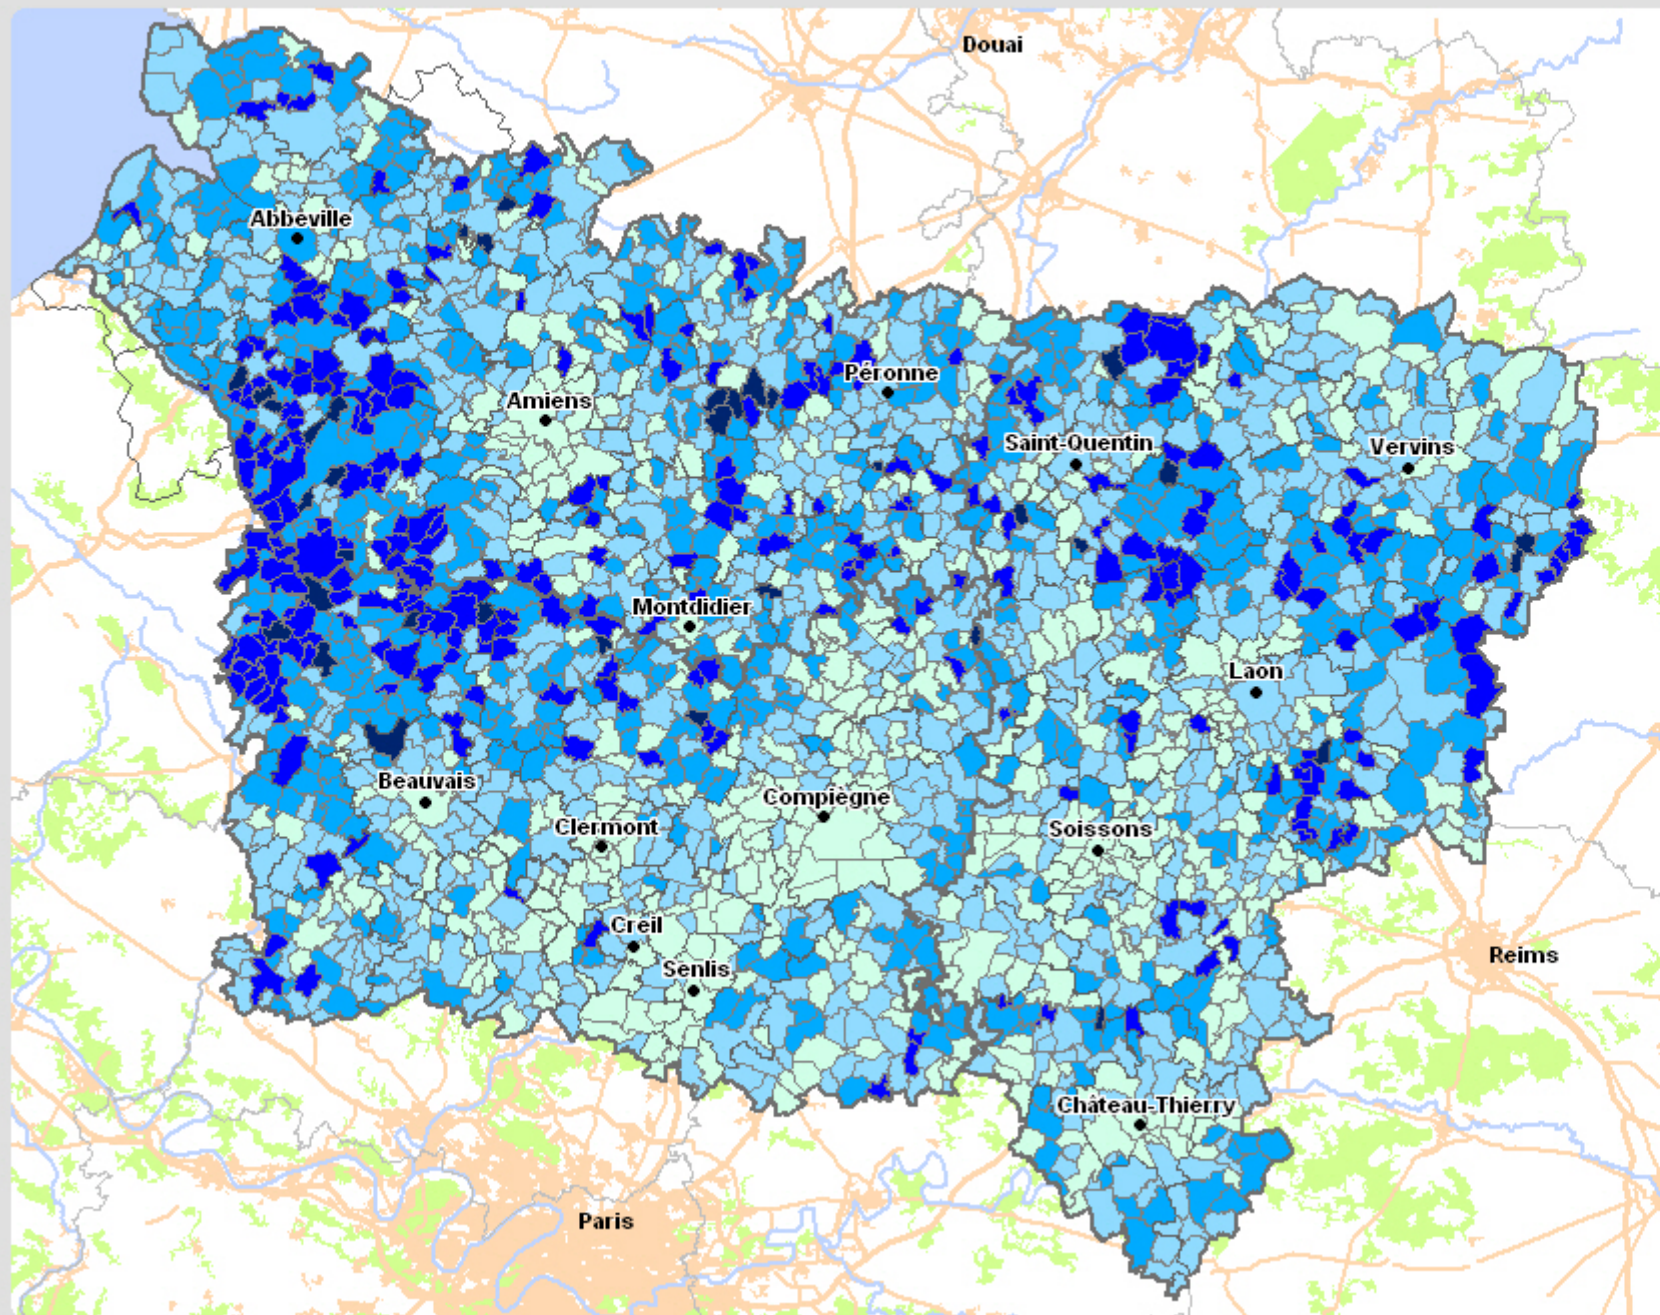 Douai
Abbeville
Péronne
Amiens
Saint-Quentin
Vervins
Montdidier
Laon
Beauvais
Compiègne
Clermont
Soissons
Creil
Reims
Senlis
Château-Thierry
Paris